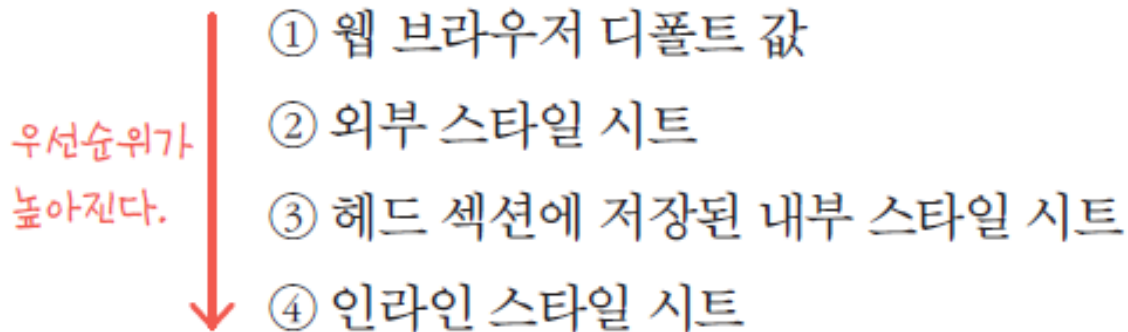 ① 웹 브라우저 디폴트 값
② 외부 스타일 시트
우선순위가
높아진다.
③ 헤드 섹션에 저장된 내부 스타일 시트
④ 인라인 스타일 시트